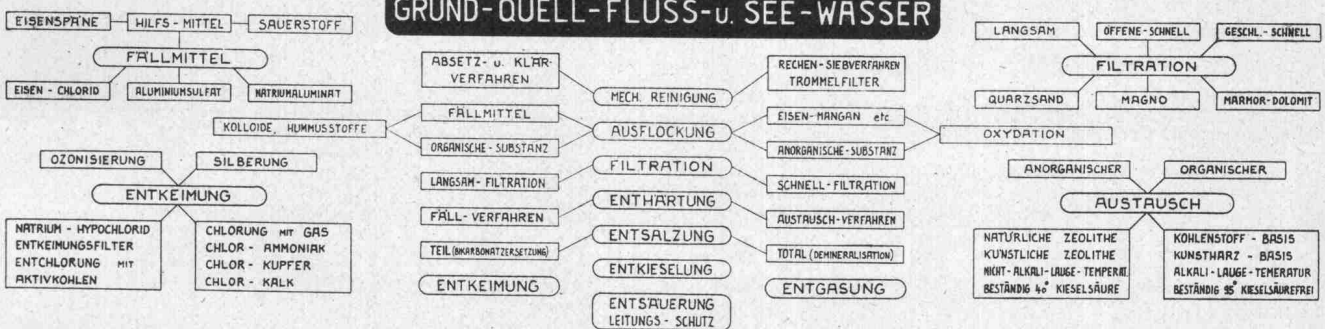 GRUND-QUELL-FLUSS-u. SEE-WASSER
EISENSPÄNE
HILFS-MITTEL
SAUERSTOFF
FÄLLMITTEL
EISEN-CHLORID
ALUMINIUMSULFAT
NATRIUMALUMINAT
KOLLOIDE, HUMMUSSTOFFE
OZONISIERUNG
SILBERUNG
ENTKEIMUNG
NATRIUM-HYPOCHLORID
ENTKEIMUNGSFILTER
ENTCHLORUNG MIT
AKTIVKOHLEN
CHLORUNG MIT GAS
CHLOR-AMMONIAK
CHLOR-KUPFER
CHLOR-KALK
ABSETZ- u. KLÄR-
VERFAHREN
FÄLLMITTEL
ORGANISCHE-SUBSTANZ
LANGSAM-FILTRATION
FÄLL-VERFAHREN
TEIL (BIKARBONATZERSETZUNG)
ENTKEIMUNG
MECH. REINIGUNG
AUSFLOCKUNG
FILTRATION
ENTHÄRTUNG
ENTSALZUNG
ENTKIESELUNG
ENTSÄUERUNG
LEITUNGS-SCHUTZ
RECHEN-SIEBVERFAHREN
TROMMELFILTER
EISEN-MANGAN etc
ANORGANISCHE-SUBSTANZ
SCHNELL-FILTRATION
AUSTAUSCH-VERFAHREN
TOTAL (DEMINERALISATION)
ENTGASUNG
OXYDATION
LANGSAM
OFFENE-SCHNELL
GESCHL.-SCHNELL
FILTRATION
QUARZSAND
MAGNO
MARMOR-DOLOMIT
ANORGANISCHER
ORGANISCHER
AUSTAUSCH
NATÜRLICHE ZEOLITHE
KÜNSTLICHE ZEOLITHE
NICHT-ALKALI-LAUGE-TEMPERAT.
BESTÄNDIG 40° KIESELSÄURE
KOHLENSTOFF-BASIS
KUNSTHARZ-BASIS
ALKALI-LAUGE-TEMERATUR
BESTÄNDIG 95° KIESELSÄUREFREI